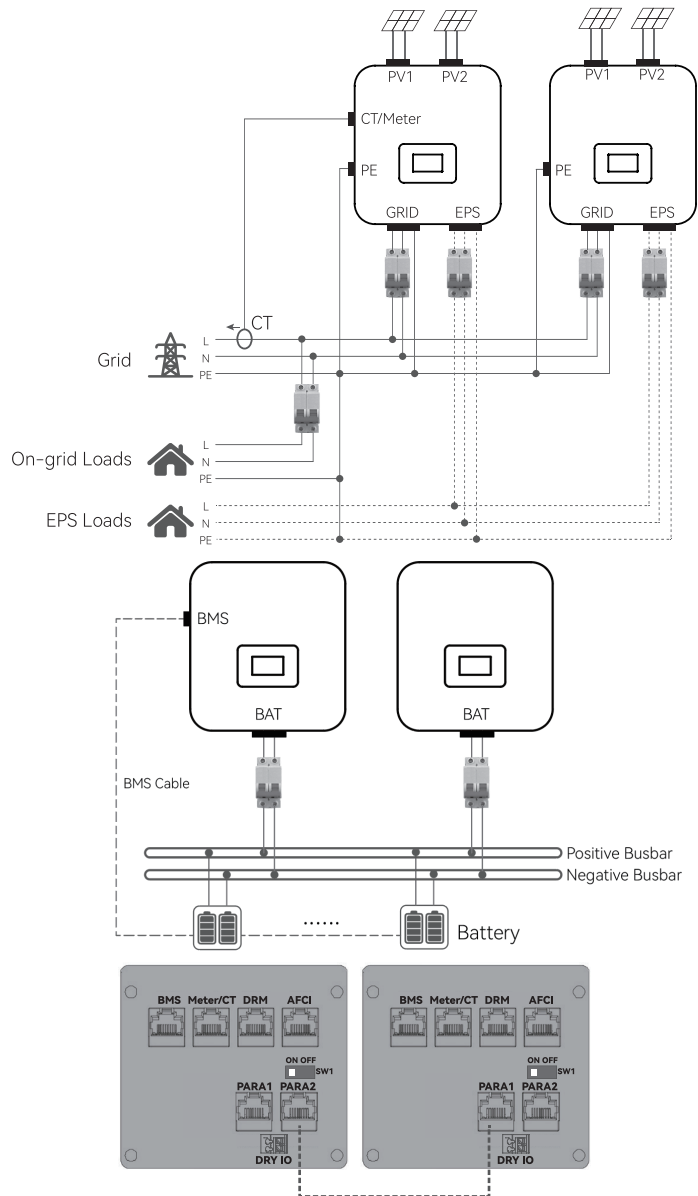 PV1 PV2 PV1 PV2
CT/Meter
PE PE
GRID EPS GRID EPS
CT
Grid
L
N
PE
On-grid Loads
L
N
PE
EPS Loads
L
N
PE
BMS
BAT BAT
BMS Cable
Positive Busbar
Negative Busbar
......
Battery
BMS Meter/CT DRM AFCI
ON OFF
SW1
PARA1 PARA2
DRY IO
BMS Meter/CT DRM AFCI
ON OFF
SW1
PARA1 PARA2
DRY IO